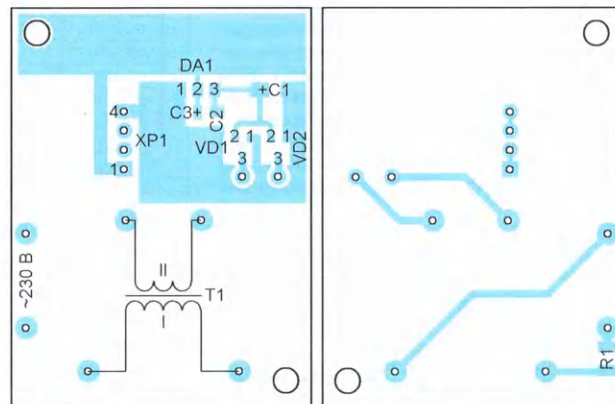 DA1
1 2 3
+C1
4
C3+
C2
XP1
VD1
2 1
2 1
VD2
1
3
3
~230 В
II
T1
I
R1